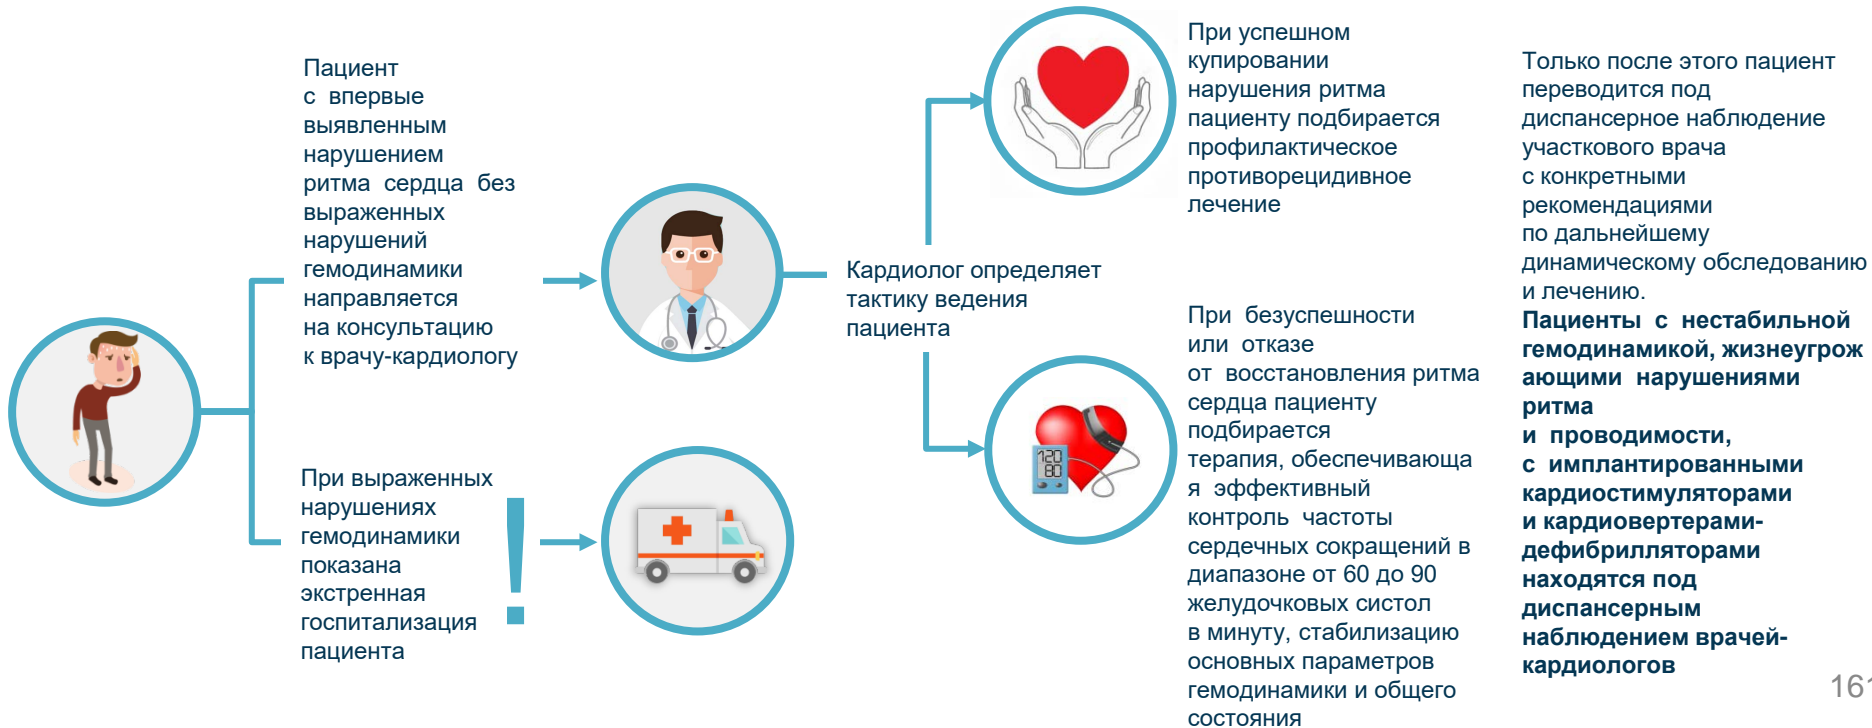 Пациент
с впервые
выявленным
нарушением
ритма сердца без
выраженных
нарушений
гемодинамики
направляется
на консультацию
к врачу-кардиологу
При выраженных
нарушениях
гемодинамики
показана
экстренная
госпитализация
пациента
!
Кардиолог определяет
тактику ведения
пациента
При успешном
купировании
нарушения ритма
пациенту подбирается
профилактическое
противорецидивное
лечение
120
80
При безуспешности
или отказе
от восстановления ритма
сердца пациенту
подбирается
терапия, обеспечивающа
я эффективный
контроль частоты
сердечных сокращений в
диапазоне от 60 до 90
желудочковых систол
в минуту, стабилизацию
основных параметров
гемодинамики и общего
состояния
Только после этого пациент
переводится под
диспансерное наблюдение
участкового врача
с конкретными
рекомендациями
по дальнейшему
динамическому обследованию
и лечению.
Пациенты с нестабильной
гемодинамикой, жизнеугрож
ающими нарушениями
ритма
и проводимости,
с имплантированными
кардиостимуляторами
и кардиовертерами-
дефибрилляторами
находятся под
диспансерным
наблюдением врачей-
кардиологов
161